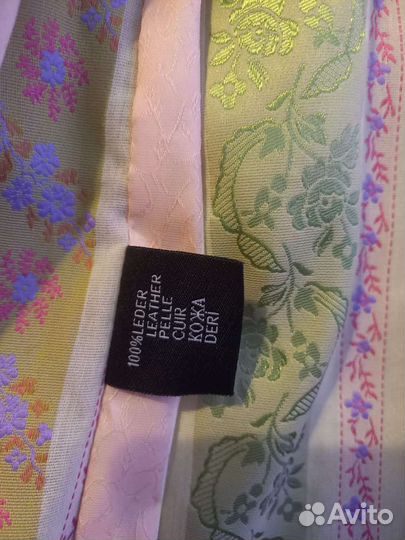 100%LEDER
LEATHER
PELLE
CUIR
КОЖА
DERİ
Avito